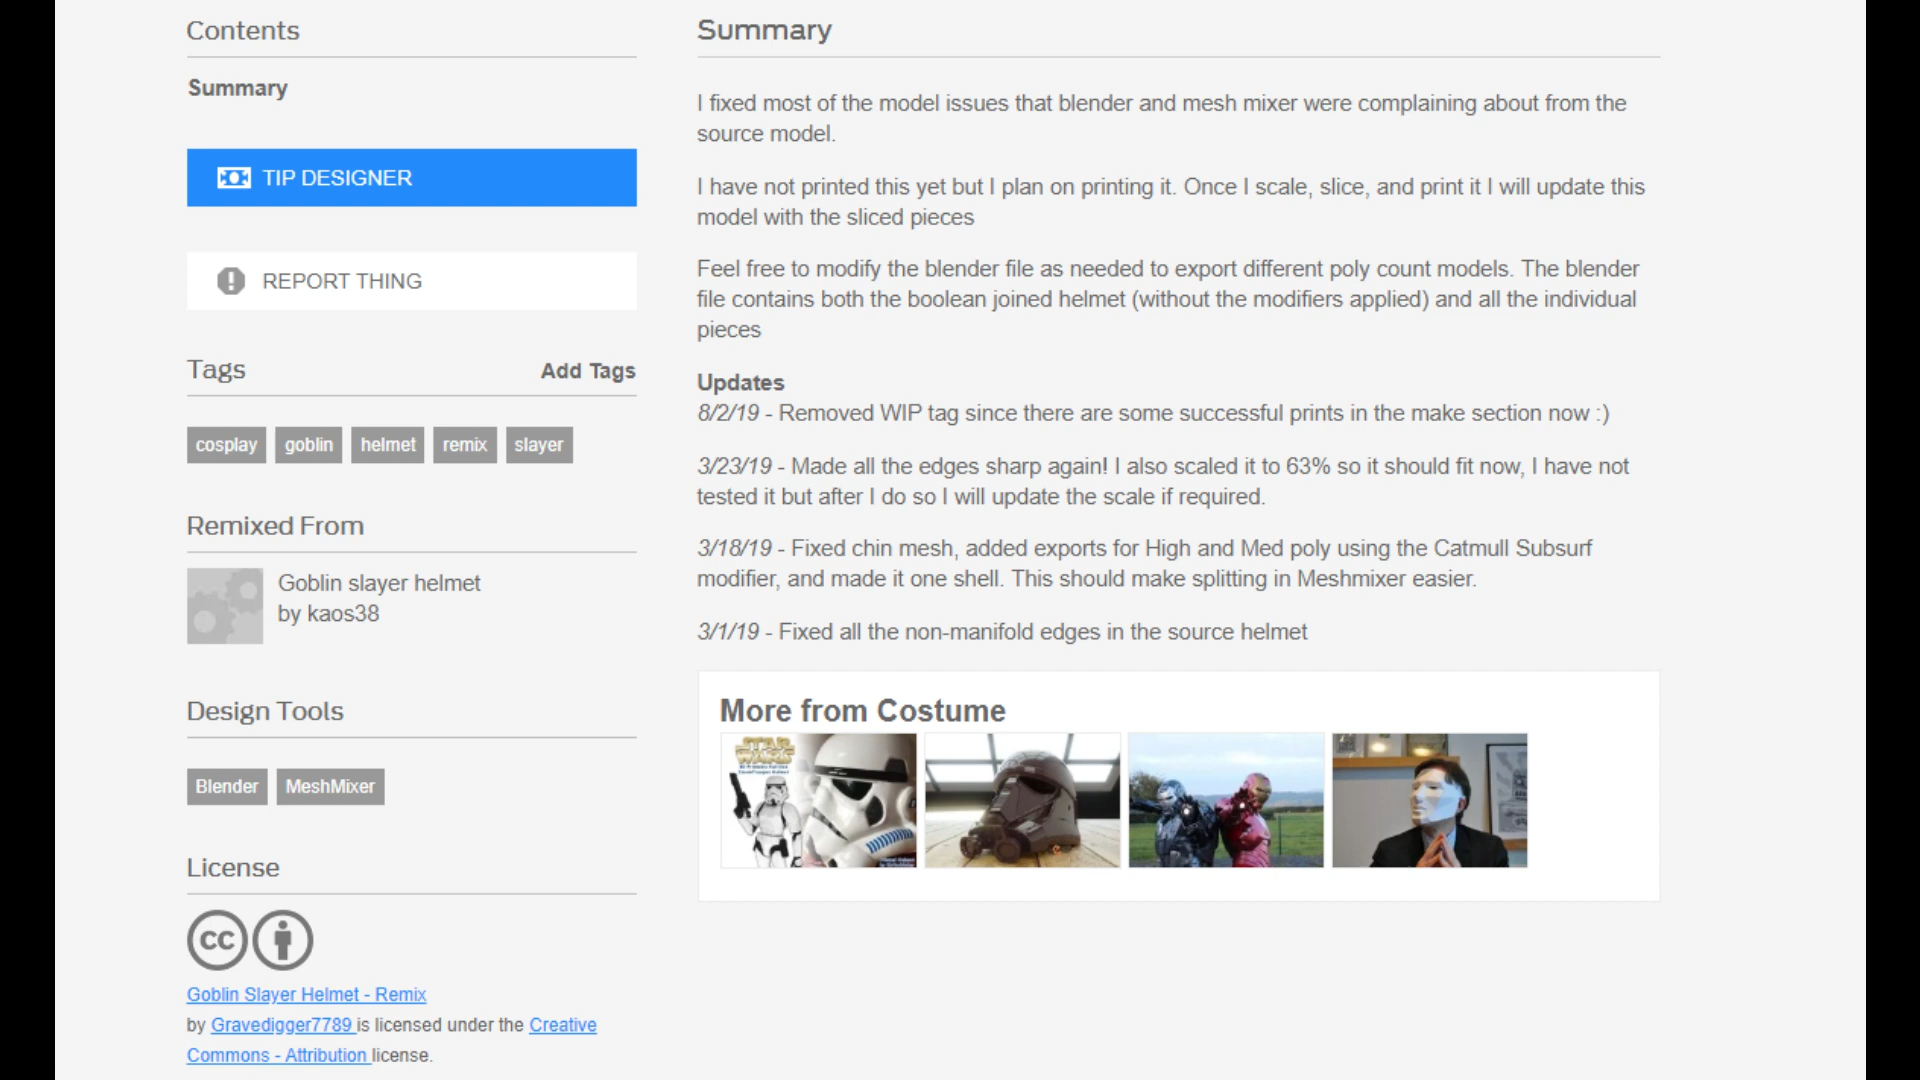 Contents
Summary
TIP DESIGNER
REPORT THING
Tags
Add Tags
cosplay goblin helmet remix slayer
Remixed From
Goblin slayer helmet
by kaos38
Design Tools
Blender MeshMixer
License
cc
Goblin Slayer Helmet - Remix
by Gravedigger7789 is licensed under the Creative
Commons - Attribution license.
Summary
I fixed most of the model issues that blender and mesh mixer were complaining about from the
source model.
I have not printed this yet but I plan on printing it. Once I scale, slice, and print it I will update this
model with the sliced pieces
Feel free to modify the blender file as needed to export different poly count models. The blender
file contains both the boolean joined helmet (without the modifiers applied) and all the individual
pieces
Updates
8/2/19 - Removed WIP tag since there are some successful prints in the make section now :)
3/23/19 - Made all the edges sharp again! I also scaled it to 63% so it should fit now, I have not
tested it but after I do so I will update the scale if required.
3/18/19 - Fixed chin mesh, added exports for High and Med poly using the Catmull Subsurf
modifier, and made it one shell. This should make splitting in Meshmixer easier.
3/1/19 - Fixed all the non-manifold edges in the source helmet
More from Costume
STAR
WARS